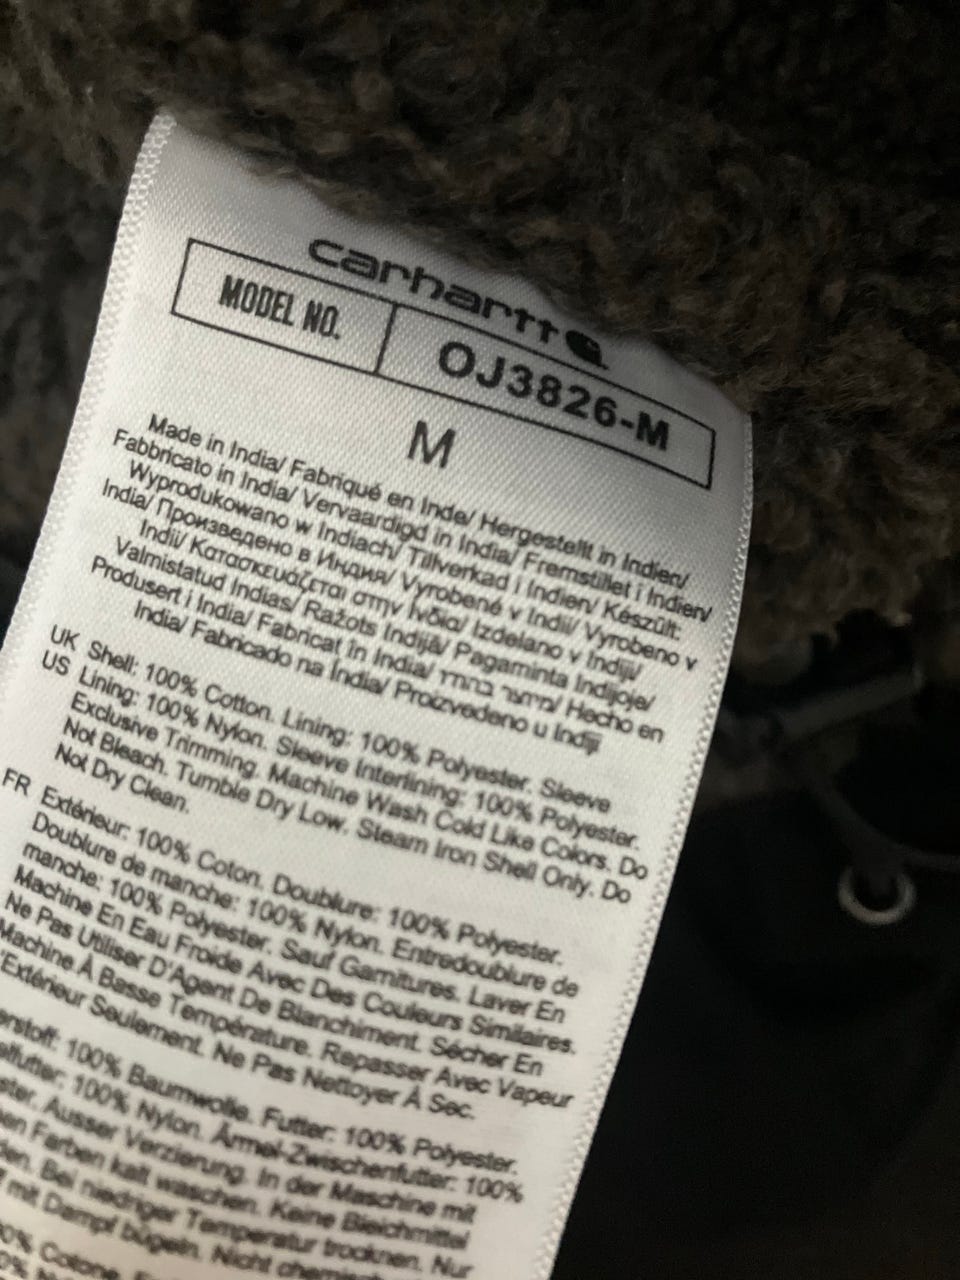 carhartt
MODEL NO. OJ3826-M
M
Made in India/ Fabriqué en Inde/ Hergestellt in Indien/
Fabbricato in India/ Vervaardigd in India/ Fremstillet i Indien/
Wyprodukowano w Indiach/ Tillverkad i Indien/ Készült:
India/ Произведено в Индия/ Vyrobené v Indii/ Vyrobeno v
Indii/ Κατασκευάζεται στην Ινδία/ Izdelano v Indiji/
Valmistatud Indias/ Ražots Indijā/ Pagaminta Indijoje/
Produsert i India/ Fabricat în India/ מיוצר בהודו/ Hecho en
India/ Fabricado na Índia/ Proizvedeno u Indiji
UK Shell: 100% Cotton. Lining: 100% Polyester. Sleeve
US Lining: 100% Nylon. Sleeve Interlining: 100% Polyester.
Exclusive Trimming. Machine Wash Cold Like Colors. Do
Not Bleach. Tumble Dry Low. Steam Iron Shell Only. Do
Not Dry Clean.
FR Extérieur: 100% Coton. Doublure: 100% Polyester.
Doublure de manche: 100% Nylon. Entredoublure de
manche: 100% Polyester. Sauf Garnitures. Laver En
Machine En Eau Froide Avec Des Couleurs Similaires.
Ne Pas Utiliser D'Agent De Blanchiment. Sécher En
Machine À Basse Température. Repasser Avec Vapeur
'Extérieur Seulement. Ne Pas Nettoyer À Sec.
100% Baumwolle. Futter: 100% Polyester.
100% Nylon. Ärmel-Zwischenfutter: 100%
Ausser Verzierung. In der Maschine mit
Farben kalt waschen. Keine Bleichmittel
Bei niedriger Temperatur trocknen. Nur
mit Dampf bügeln. Nicht